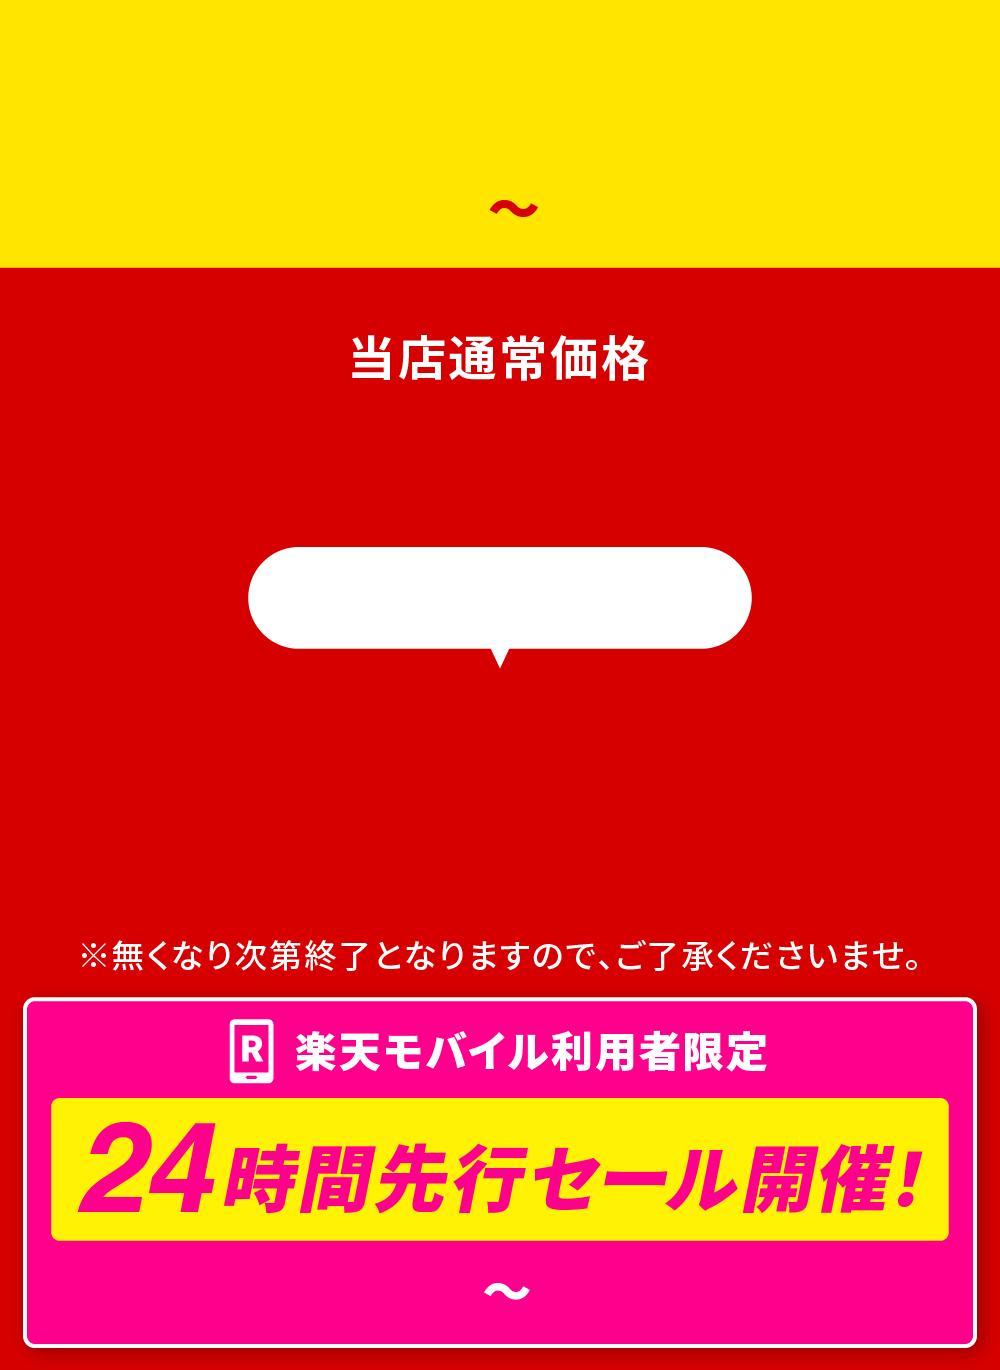 〜
当店通常価格
※無くなり次第終了となりますので、ご了承くださいませ。
R 楽天モバイル利用者限定
24時間先行セール開催!
〜